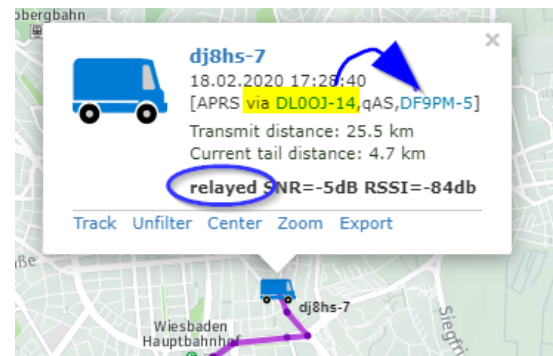 obergbahn
dj8hs-7
18.02.2020 17:28:40
[APRS via DL0OJ-14,qAS,DF9PM-5]
Transmit distance: 25.5 km
Current tail distance: 4.7 km
relayed SNR=-5dB RSSI=-84db
Track Unfilter Center Zoom Export
dj8hs-7
Wiesbaden
Hauptbahnhof
Siegfri